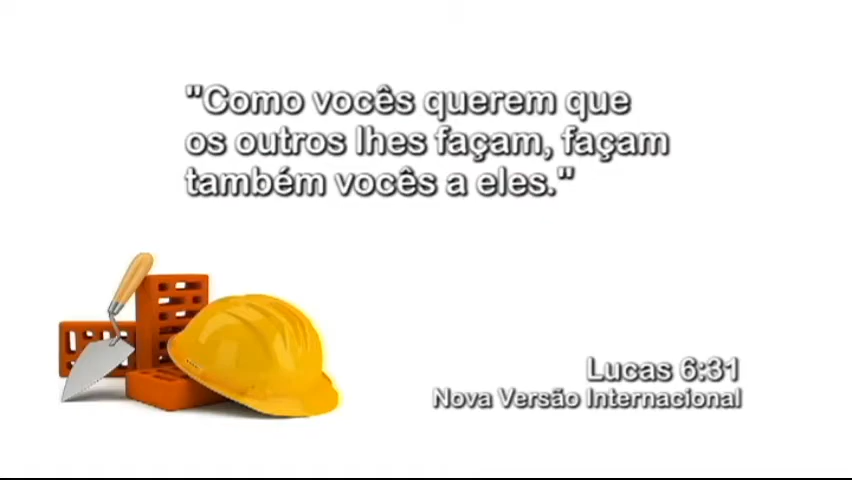 "Como vocês querem que
os outros lhes façam, façam
também vocês a eles."
Lucas 6:31
Nova Versão Internacional